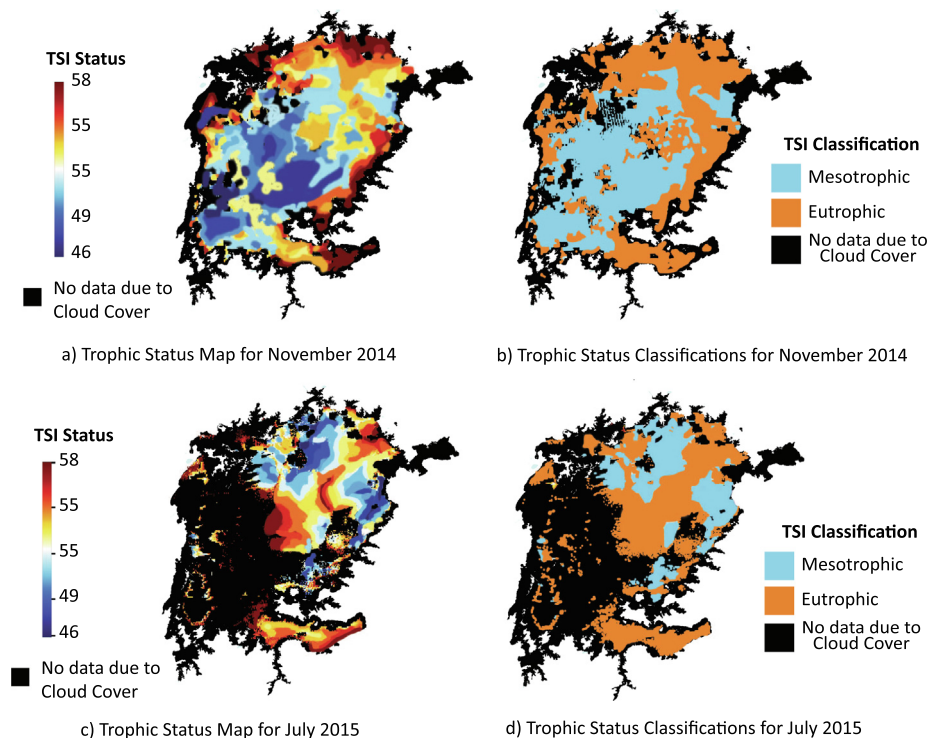 TSI Status
58
55
55
49
46
No data due to
Cloud Cover
a) Trophic Status Map for November 2014
TSI Classification
Mesotrophic
Eutrophic
No data due to
Cloud Cover
b) Trophic Status Classifications for November 2014
TSI Status
58
55
55
49
46
No data due to
Cloud Cover
c) Trophic Status Map for July 2015
TSI Classification
Mesotrophic
Eutrophic
No data due to
Cloud Cover
d) Trophic Status Classifications for July 2015